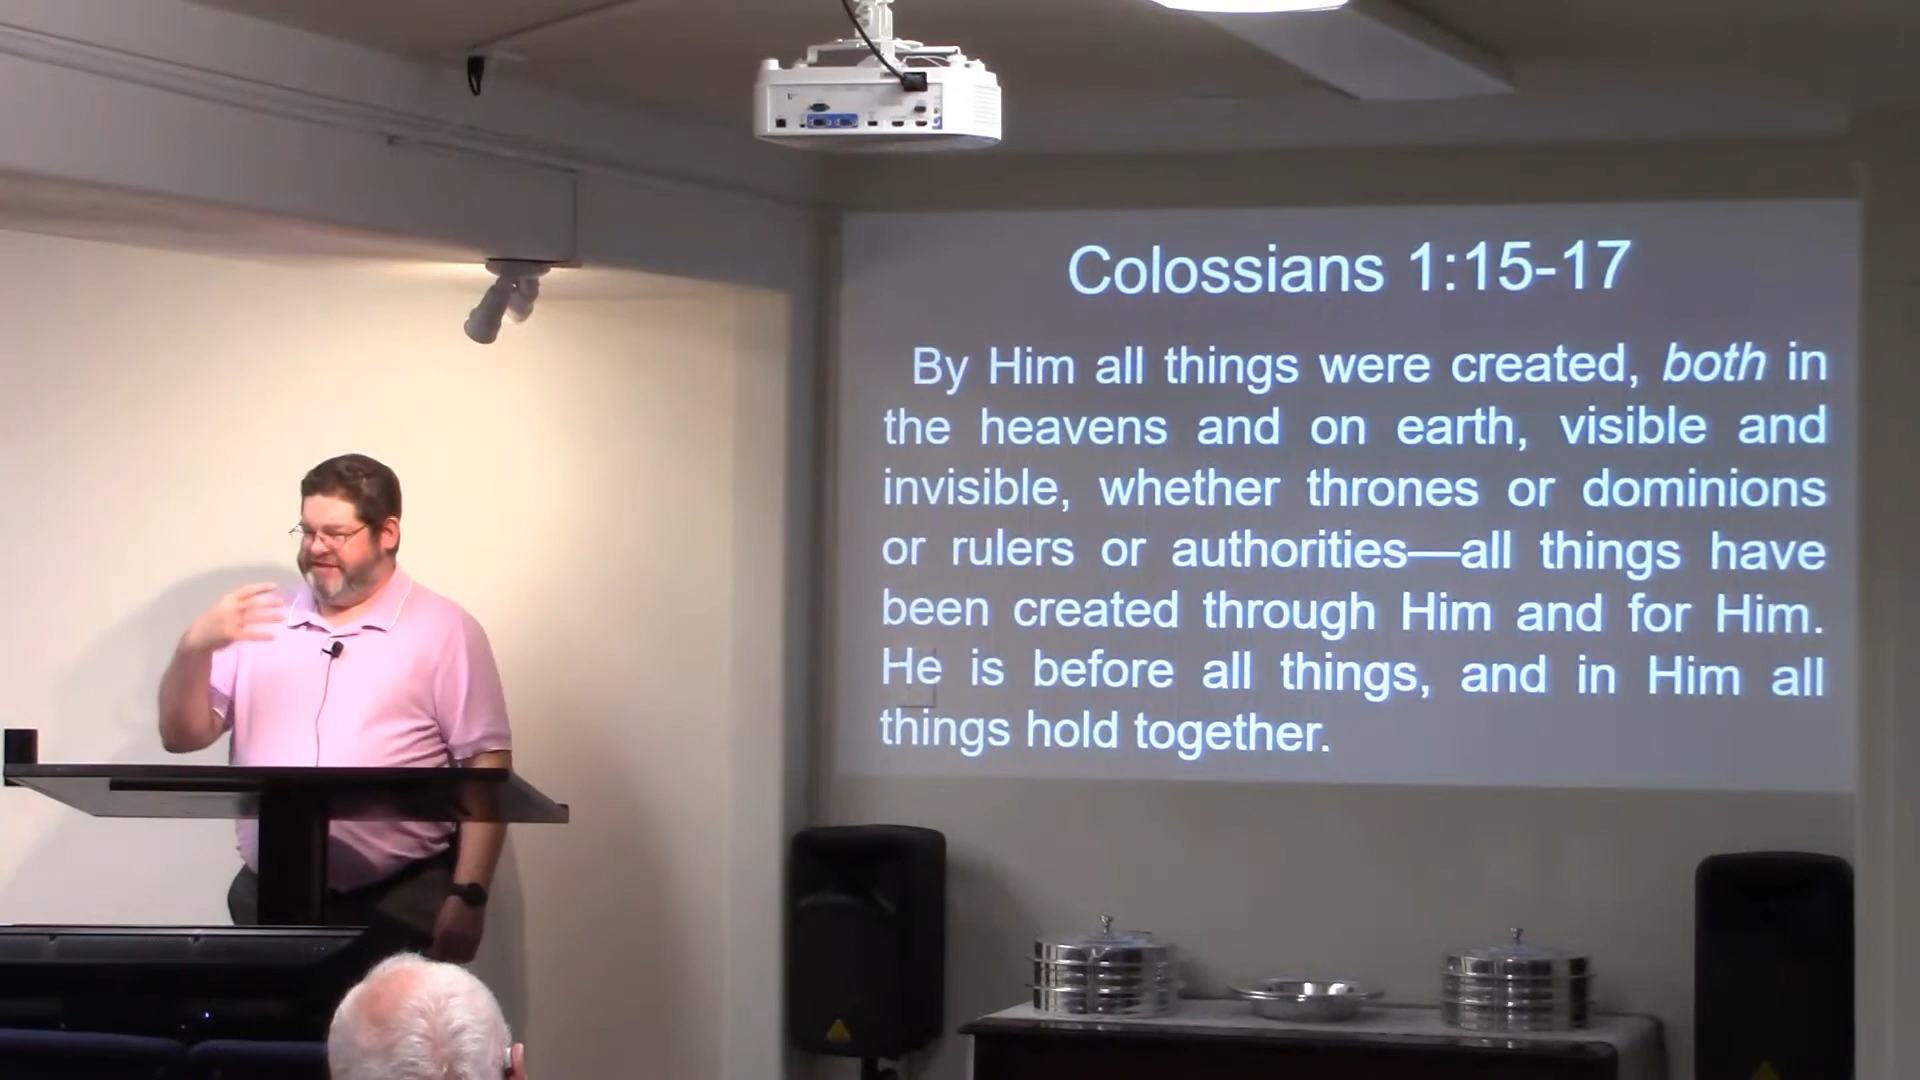 Colossians 1:15-17
By Him all things were created, both in
the heavens and on earth, visible and
invisible, whether thrones or dominions
or rulers or authorities—all things have
been created through Him and for Him.
He is before all things, and in Him all
things hold together.